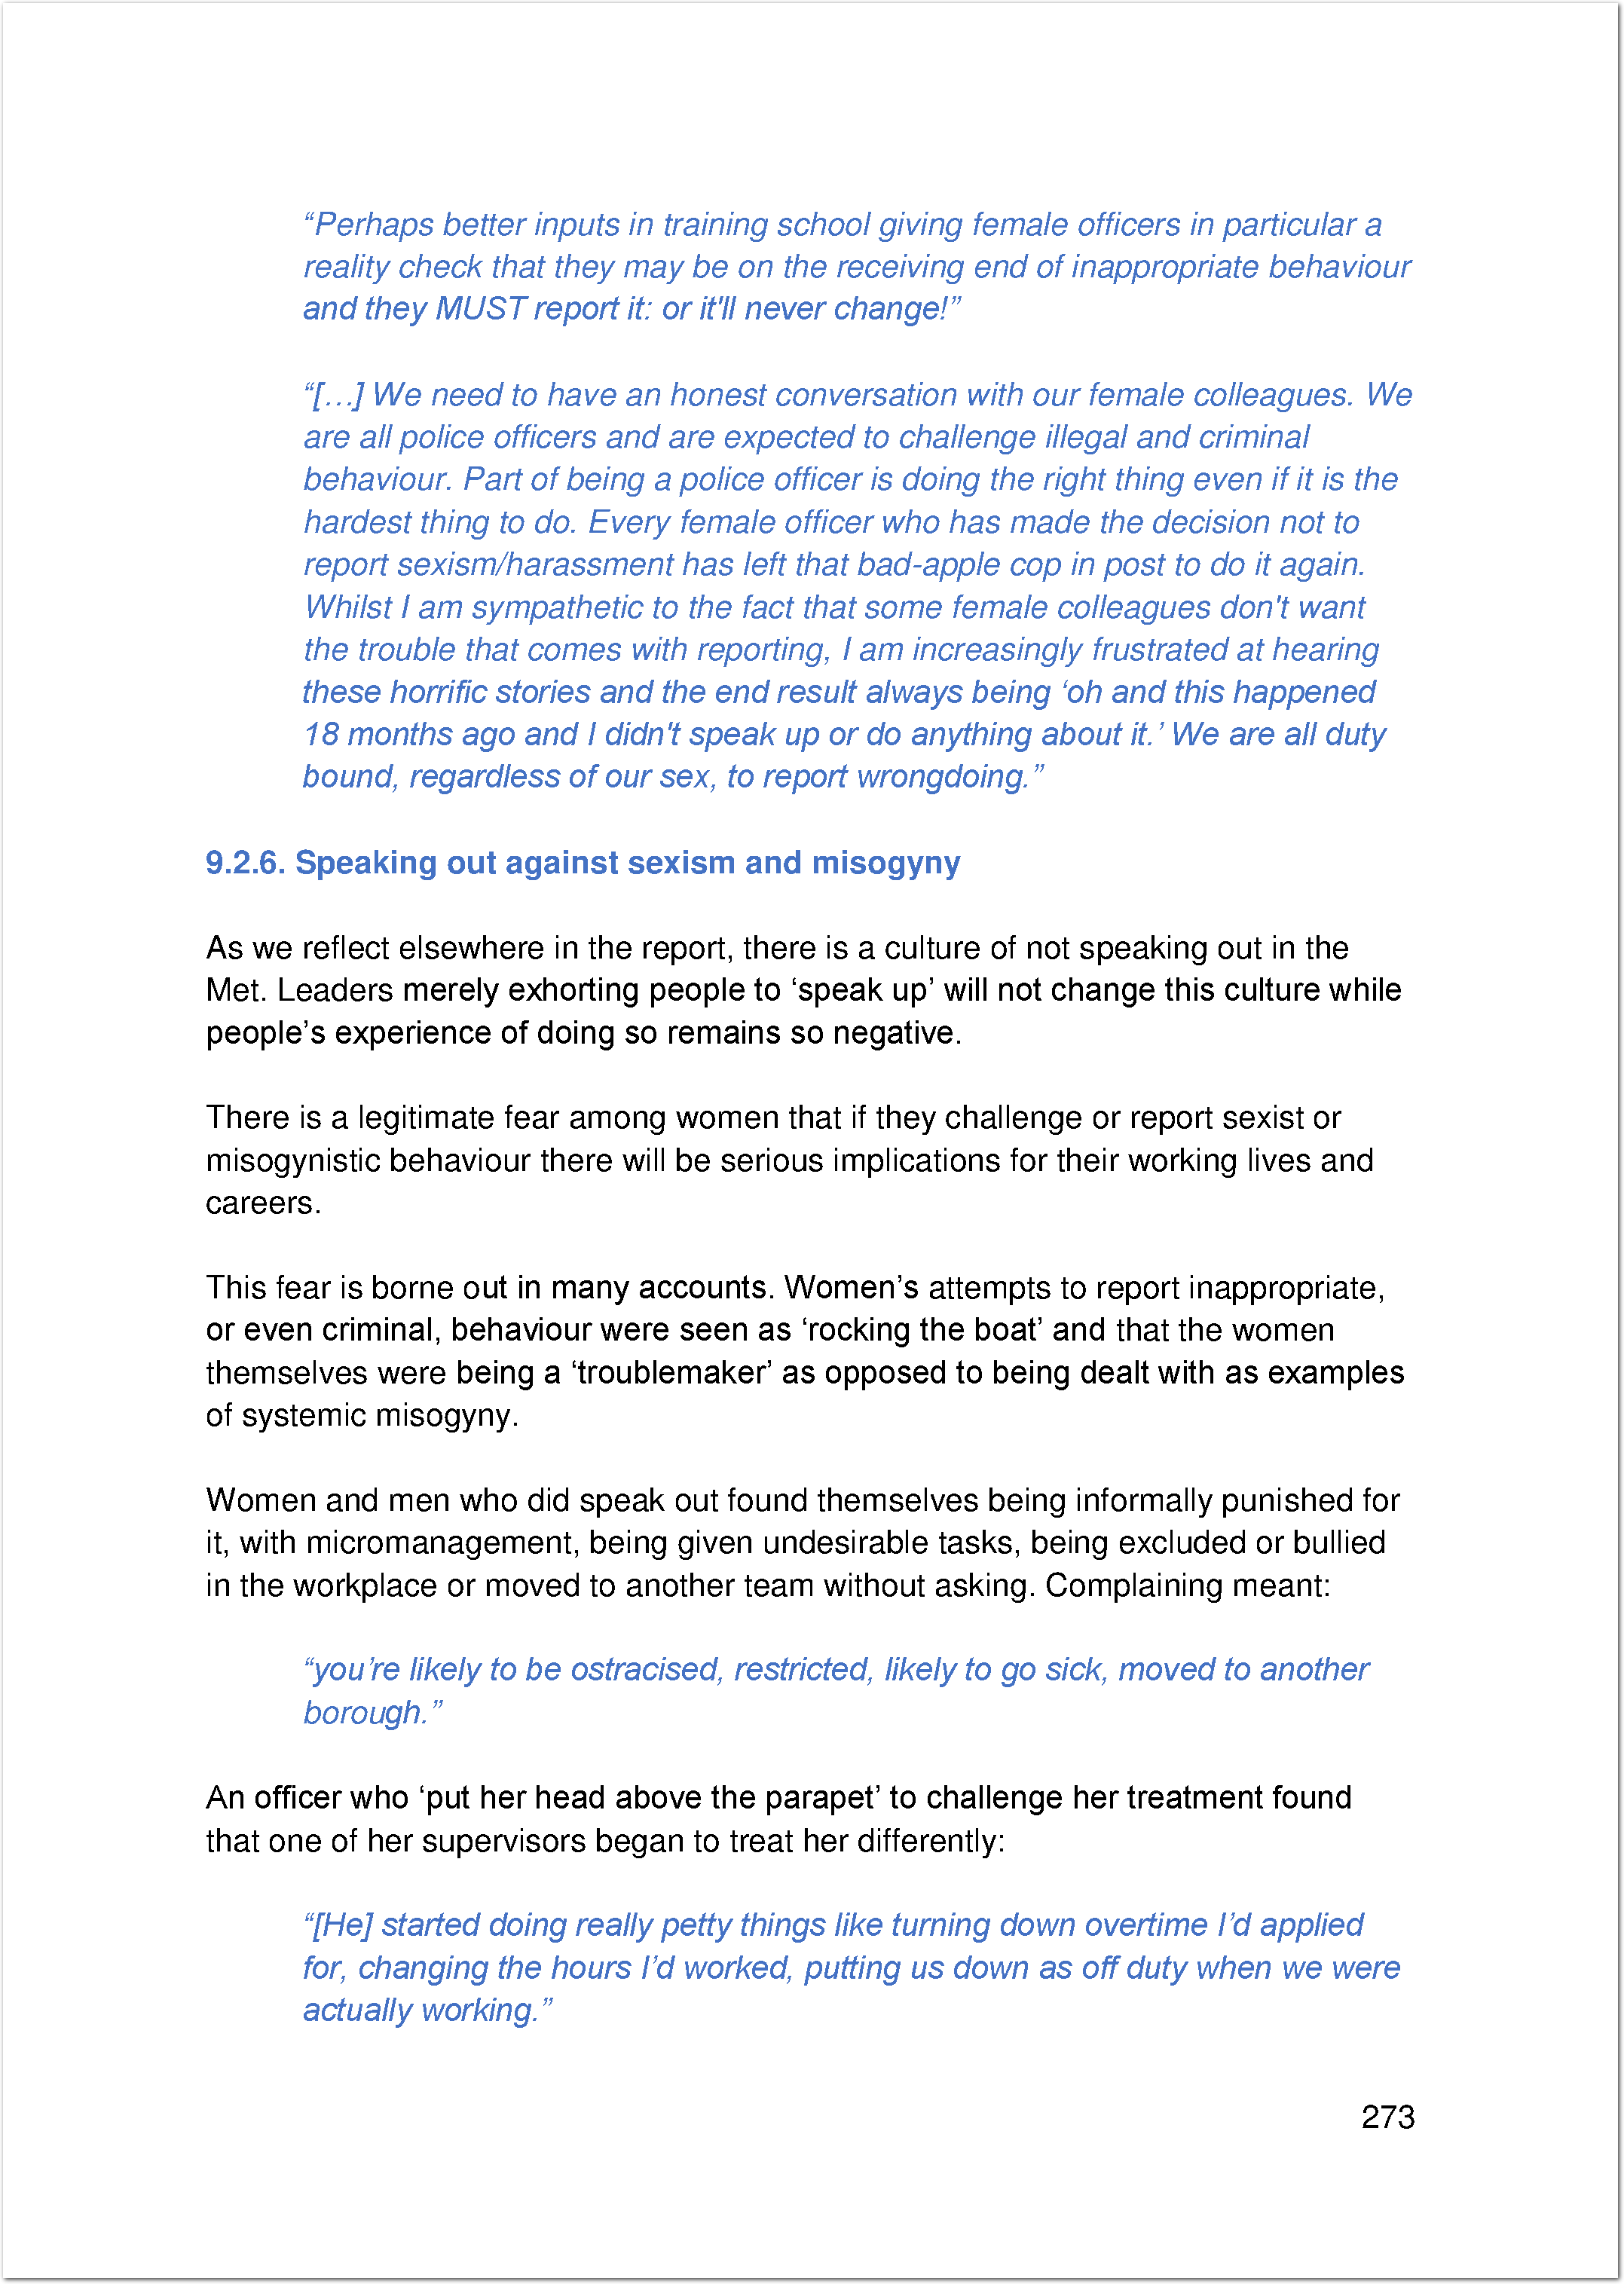 “Perhaps better inputs in training school giving female officers in particular a
reality check that they may be on the receiving end of inappropriate behaviour
and they MUST report it: or it'll never change!”
“[…] We need to have an honest conversation with our female colleagues. We
are all police officers and are expected to challenge illegal and criminal
behaviour. Part of being a police officer is doing the right thing even if it is the
hardest thing to do. Every female officer who has made the decision not to
report sexism/harassment has left that bad-apple cop in post to do it again.
Whilst I am sympathetic to the fact that some female colleagues don't want
the trouble that comes with reporting, I am increasingly frustrated at hearing
these horrific stories and the end result always being ‘oh and this happened
18 months ago and I didn't speak up or do anything about it.’ We are all duty
bound, regardless of our sex, to report wrongdoing.”
9.2.6. Speaking out against sexism and misogyny
As we reflect elsewhere in the report, there is a culture of not speaking out in the
Met. Leaders merely exhorting people to ‘speak up’ will not change this culture while
people’s experience of doing so remains so negative.
There is a legitimate fear among women that if they challenge or report sexist or
misogynistic behaviour there will be serious implications for their working lives and
careers.
This fear is borne out in many accounts. Women’s attempts to report inappropriate,
or even criminal, behaviour were seen as ‘rocking the boat’ and that the women
themselves were being a ‘troublemaker’ as opposed to being dealt with as examples
of systemic misogyny.
Women and men who did speak out found themselves being informally punished for
it, with micromanagement, being given undesirable tasks, being excluded or bullied
in the workplace or moved to another team without asking. Complaining meant:
“you’re likely to be ostracised, restricted, likely to go sick, moved to another
borough.”
An officer who ‘put her head above the parapet’ to challenge her treatment found
that one of her supervisors began to treat her differently:
“[He] started doing really petty things like turning down overtime I’d applied
for, changing the hours I’d worked, putting us down as off duty when we were
actually working.”
273